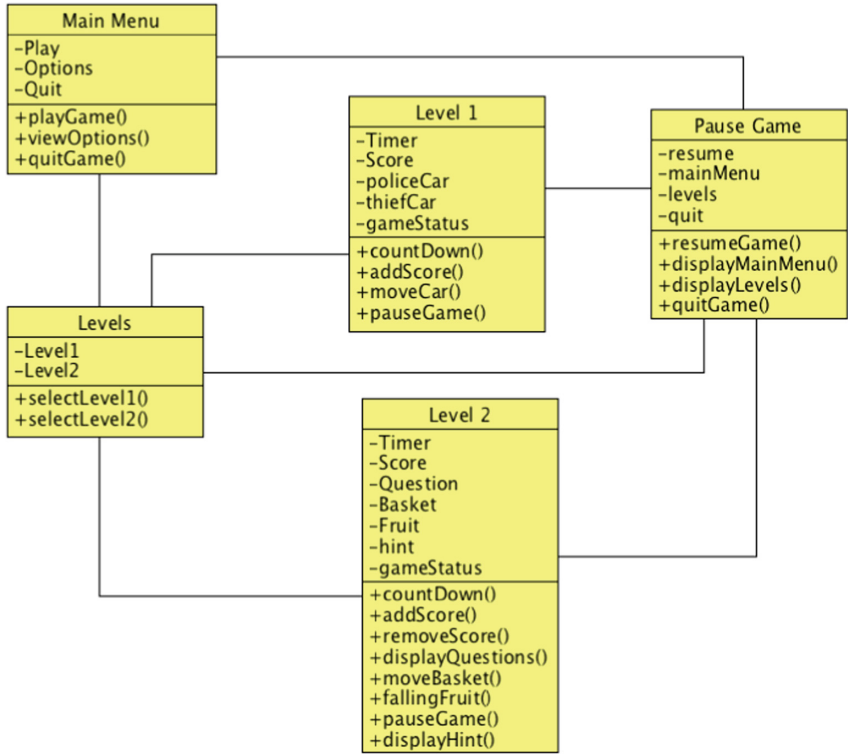 Main Menu
-Play
-Options
-Quit
+playGame()
+viewOptions()
+quitGame()
Level 1
-Timer
-Score
-policeCar
-thiefCar
-gameStatus
+countDown()
+addScore()
+moveCar()
+pauseGame()
Pause Game
-resume
-mainMenu
-levels
-quit
+resumeGame()
+displayMainMenu()
+displayLevels()
+quitGame()
Levels
-Level1
-Level2
+selectLevel1()
+selectLevel2()
Level 2
-Timer
-Score
-Question
-Basket
-Fruit
-hint
-gameStatus
+countDown()
+addScore()
+removeScore()
+displayQuestions()
+moveBasket()
+fallingFruit()
+pauseGame()
+displayHint()